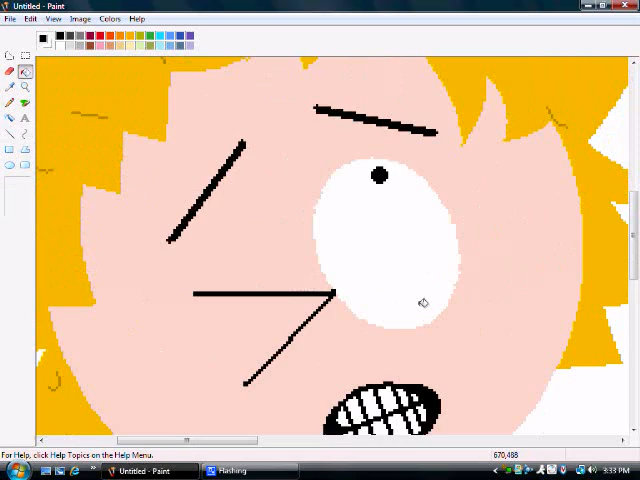 Untitled - Paint
File Edit View Image Colors Help
For Help, click Help Topics on the Help Menu.
670,488
Untitled - Paint
Flashing
3:33 PM